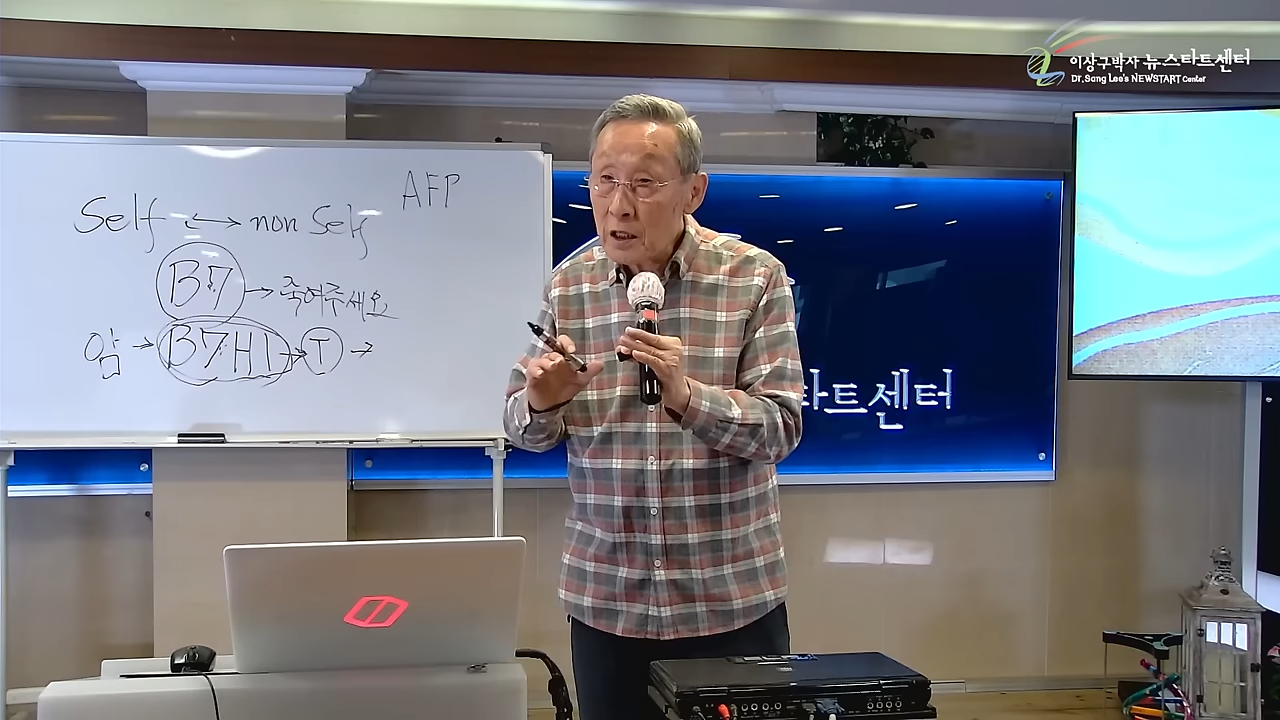 이상구박사 뉴스타트센터
Dr. Sang Lee's NEWSTART Center
AFP
Self ↔ non Self
B7 → 죽여주세요
암 → B7H1 → T →
타트센터